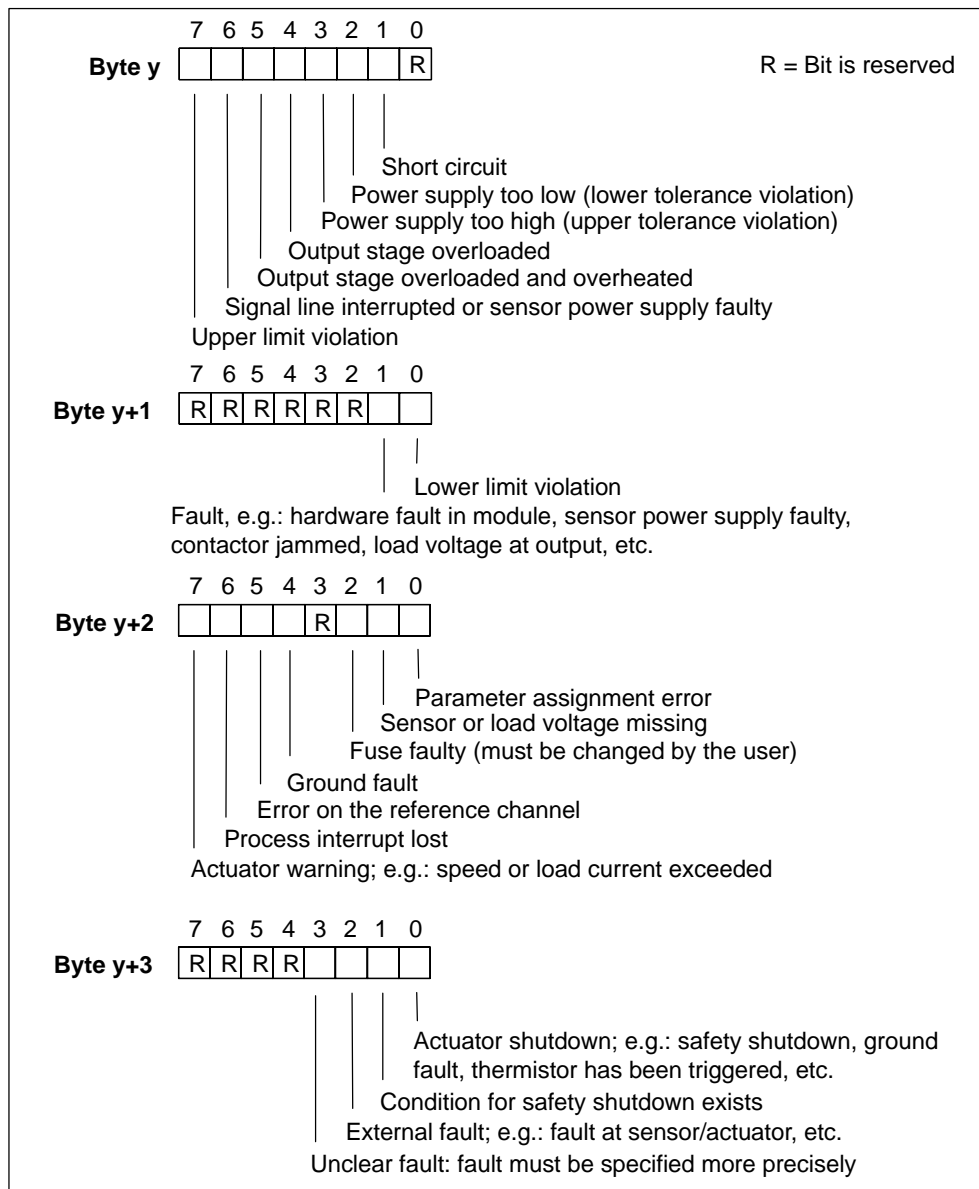 7 6 5 4 3 2 1 0
Byte y R R = Bit is reserved
Short circuit
Power supply too low (lower tolerance violation)
Power supply too high (upper tolerance violation)
Output stage overloaded
Output stage overloaded and overheated
Signal line interrupted or sensor power supply faulty
Upper limit violation
7 6 5 4 3 2 1 0
Byte y+1 R R R R R R
Lower limit violation
Fault, e.g.: hardware fault in module, sensor power supply faulty,
contactor jammed, load voltage at output, etc.
7 6 5 4 3 2 1 0
Byte y+2 R
Parameter assignment error
Sensor or load voltage missing
Fuse faulty (must be changed by the user)
Ground fault
Error on the reference channel
Process interrupt lost
Actuator warning; e.g.: speed or load current exceeded
7 6 5 4 3 2 1 0
Byte y+3 R R R R
Actuator shutdown; e.g.: safety shutdown, ground
fault, thermistor has been triggered, etc.
Condition for safety shutdown exists
External fault; e.g.: fault at sensor/actuator, etc.
Unclear fault: fault must be specified more precisely